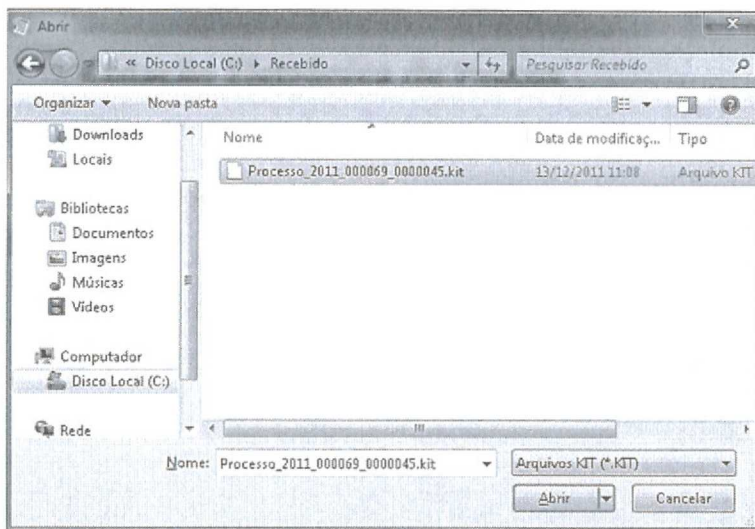 Abrir
« Disco Local (C:) ▸ Recebido
Pesquisar Recebido
Organizar
Nova pasta
Nome
Data de modificaç...
Tipo
Downloads
Locais
Processo_2011_000069_0000045.kit
13/12/2011 11:08
Arquivo KIT
Bibliotecas
Documentos
Imagens
Músicas
Vídeos
Computador
Disco Local (C:)
Rede
Nome: Processo_2011_000069_0000045.kit
Arquivos KIT (*.KIT)
Abrir
Cancelar